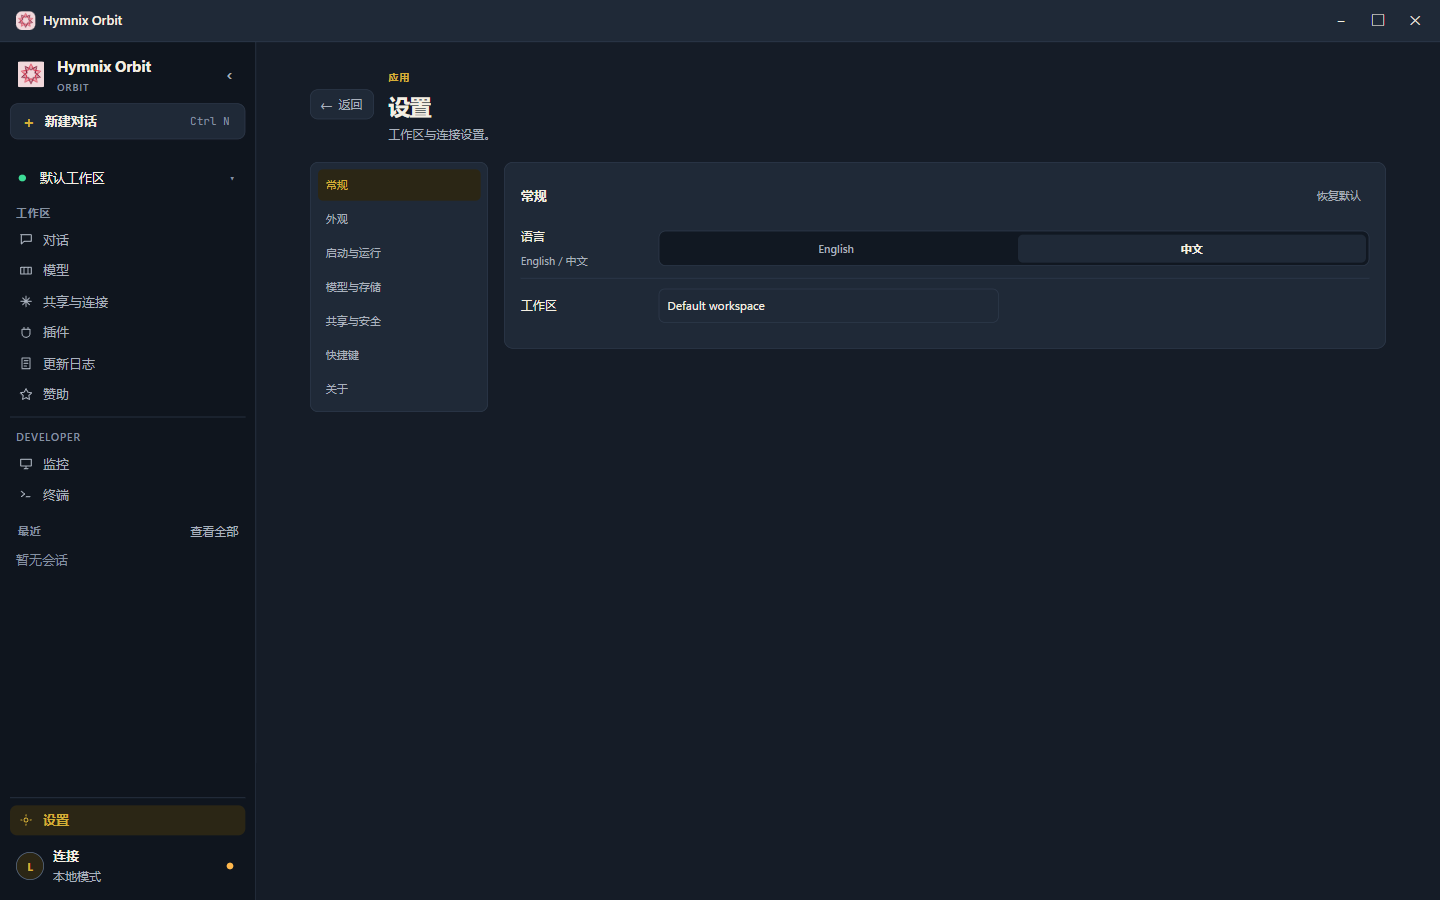 Hymnix Orbit
Hymnix Orbit
ORBIT
新建对话 Ctrl N
默认工作区
工作区
对话
模型
共享与连接
插件
更新日志
赞助
DEVELOPER
监控
终端
最近 查看全部
暂无会话
设置
L
连接
本地模式
← 返回
应用
设置
工作区与连接设置。
常规
外观
启动与运行
模型与存储
共享与安全
快捷键
关于
常规 恢复默认
语言
English / 中文
English 中文
工作区 Default workspace